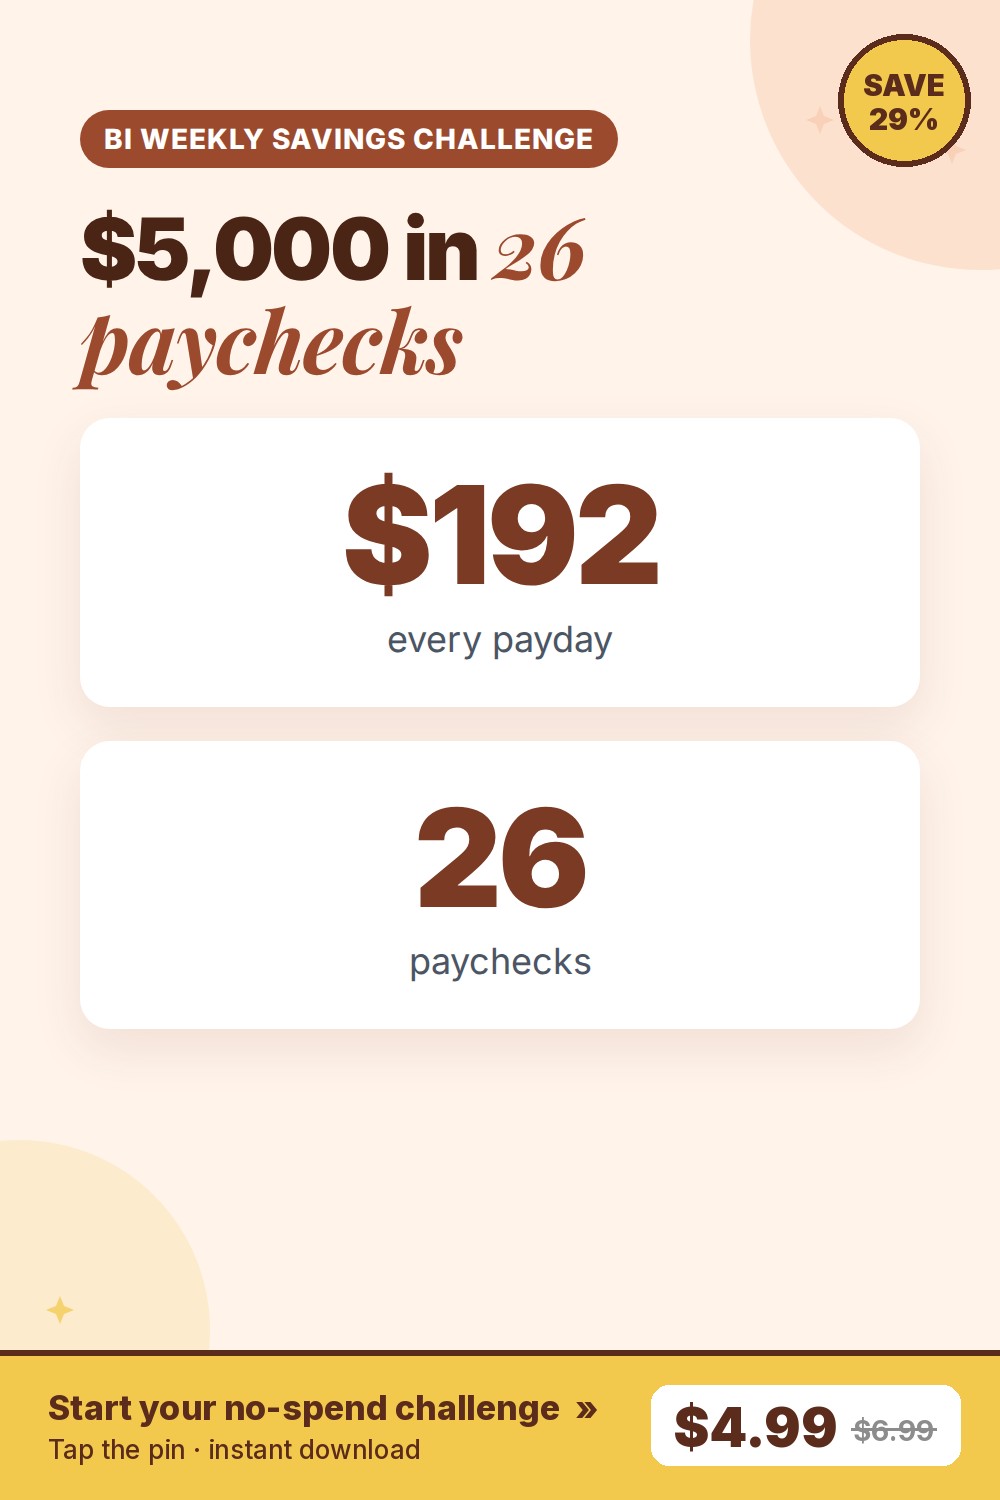 SAVE
29%
BI WEEKLY SAVINGS CHALLENGE
$5,000 in 26
paychecks
$192
every payday
26
paychecks
Start your no-spend challenge »
Tap the pin · instant download
$4.99 $6.99